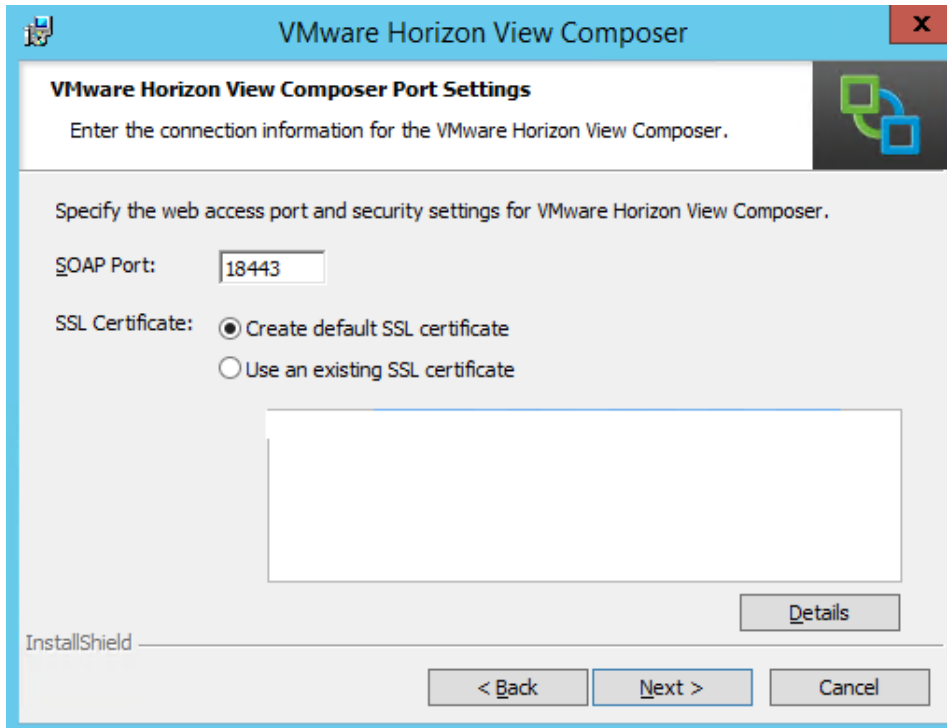 VMware Horizon View Composer
X
VMware Horizon View Composer Port Settings
Enter the connection information for the VMware Horizon View Composer.
Specify the web access port and security settings for VMware Horizon View Composer.
SOAP Port: 18443
SSL Certificate: Create default SSL certificate
Use an existing SSL certificate
Details
InstallShield
< Back Next > Cancel